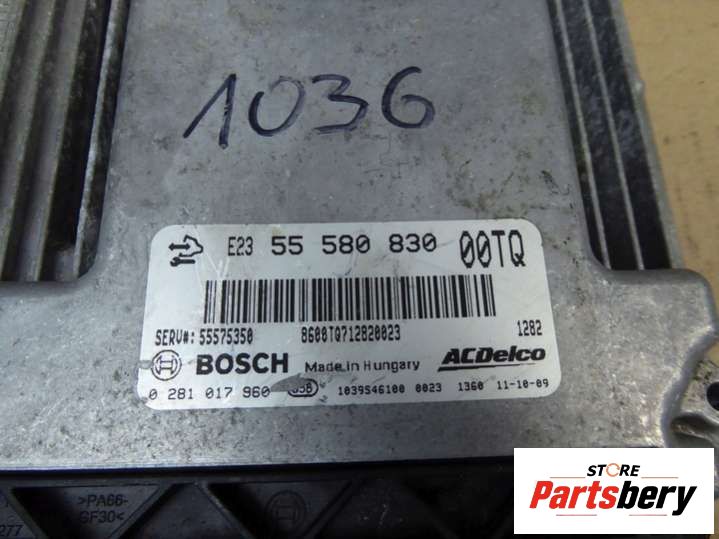 1036
E23 55 580 830 00TQ
SERV#: 55575350 8600TQ712820023 1282
BOSCH Made in Hungary ACDelco
0 281 017 960 1039S46100 0023 1360 11-10-09
>PA66-
GF30<
277
STORE
Partsbery